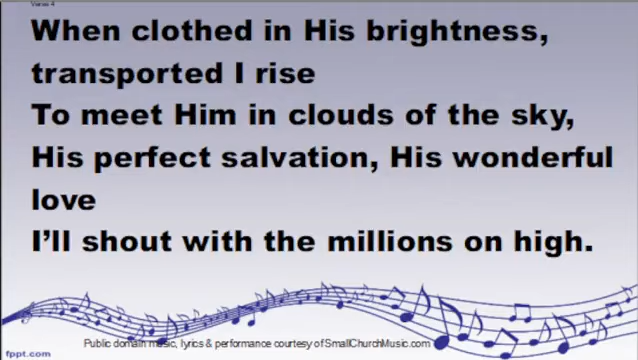 Verse 4
When clothed in His brightness,
transported I rise
To meet Him in clouds of the sky,
His perfect salvation, His wonderful
love
I’ll shout with the millions on high.
Public domain music, lyrics & performance courtesy of SmallChurchMusic.com
fppt.com